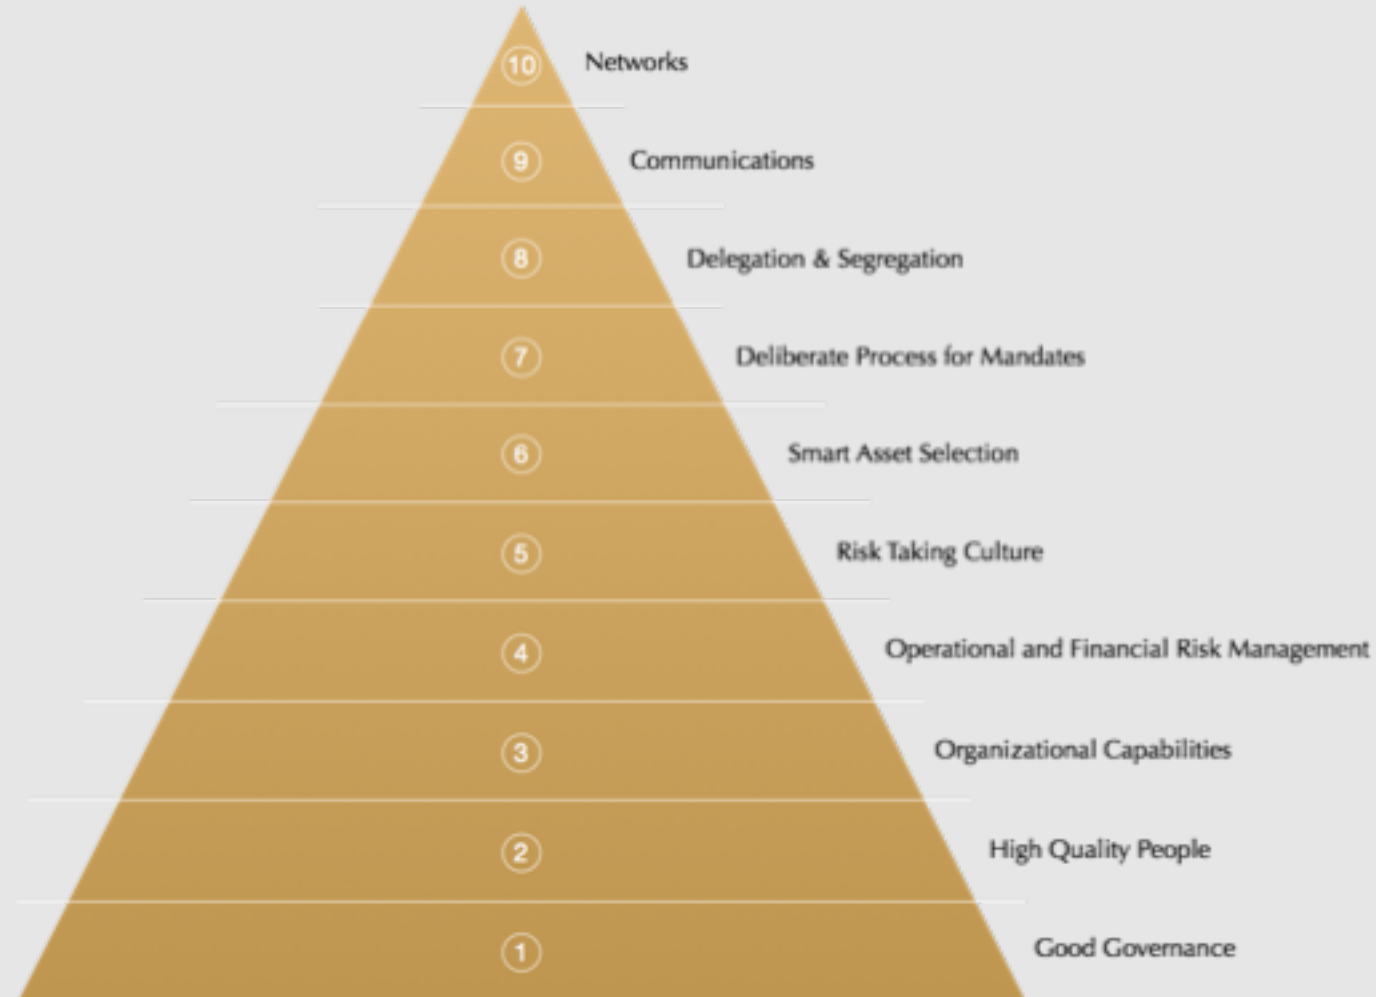 10 Networks
9 Communications
8 Delegation & Segregation
7 Deliberate Process for Mandates
6 Smart Asset Selection
5 Risk Taking Culture
4 Operational and Financial Risk Management
3 Organizational Capabilities
2 High Quality People
1 Good Governance